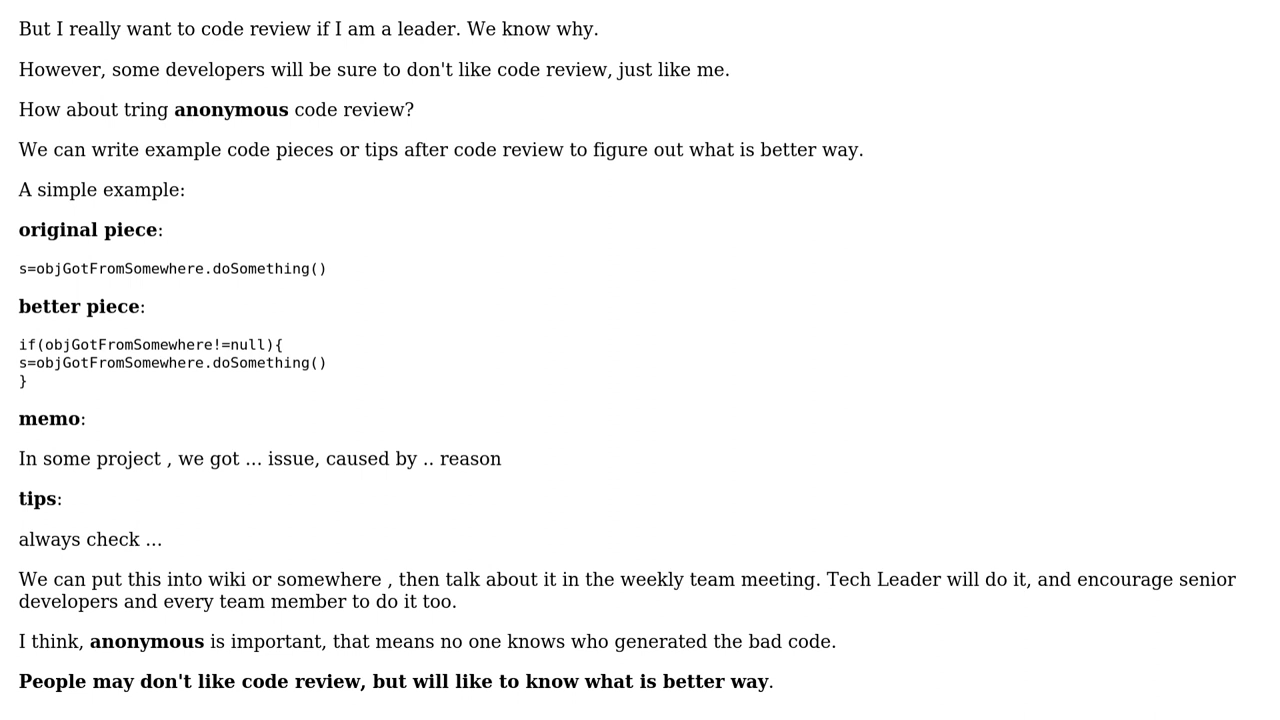 But I really want to code review if I am a leader. We know why.
However, some developers will be sure to don't like code review, just like me.
How about tring anonymous code review?
We can write example code pieces or tips after code review to figure out what is better way.
A simple example:
original piece:
s=objGotFromSomewhere.doSomething()
better piece:
if(objGotFromSomewhere!=null){
s=objGotFromSomewhere.doSomething()
}
memo:
In some project , we got ... issue, caused by .. reason
tips:
always check ...
We can put this into wiki or somewhere , then talk about it in the weekly team meeting. Tech Leader will do it, and encourage senior
developers and every team member to do it too.
I think, anonymous is important, that means no one knows who generated the bad code.
People may don't like code review, but will like to know what is better way.